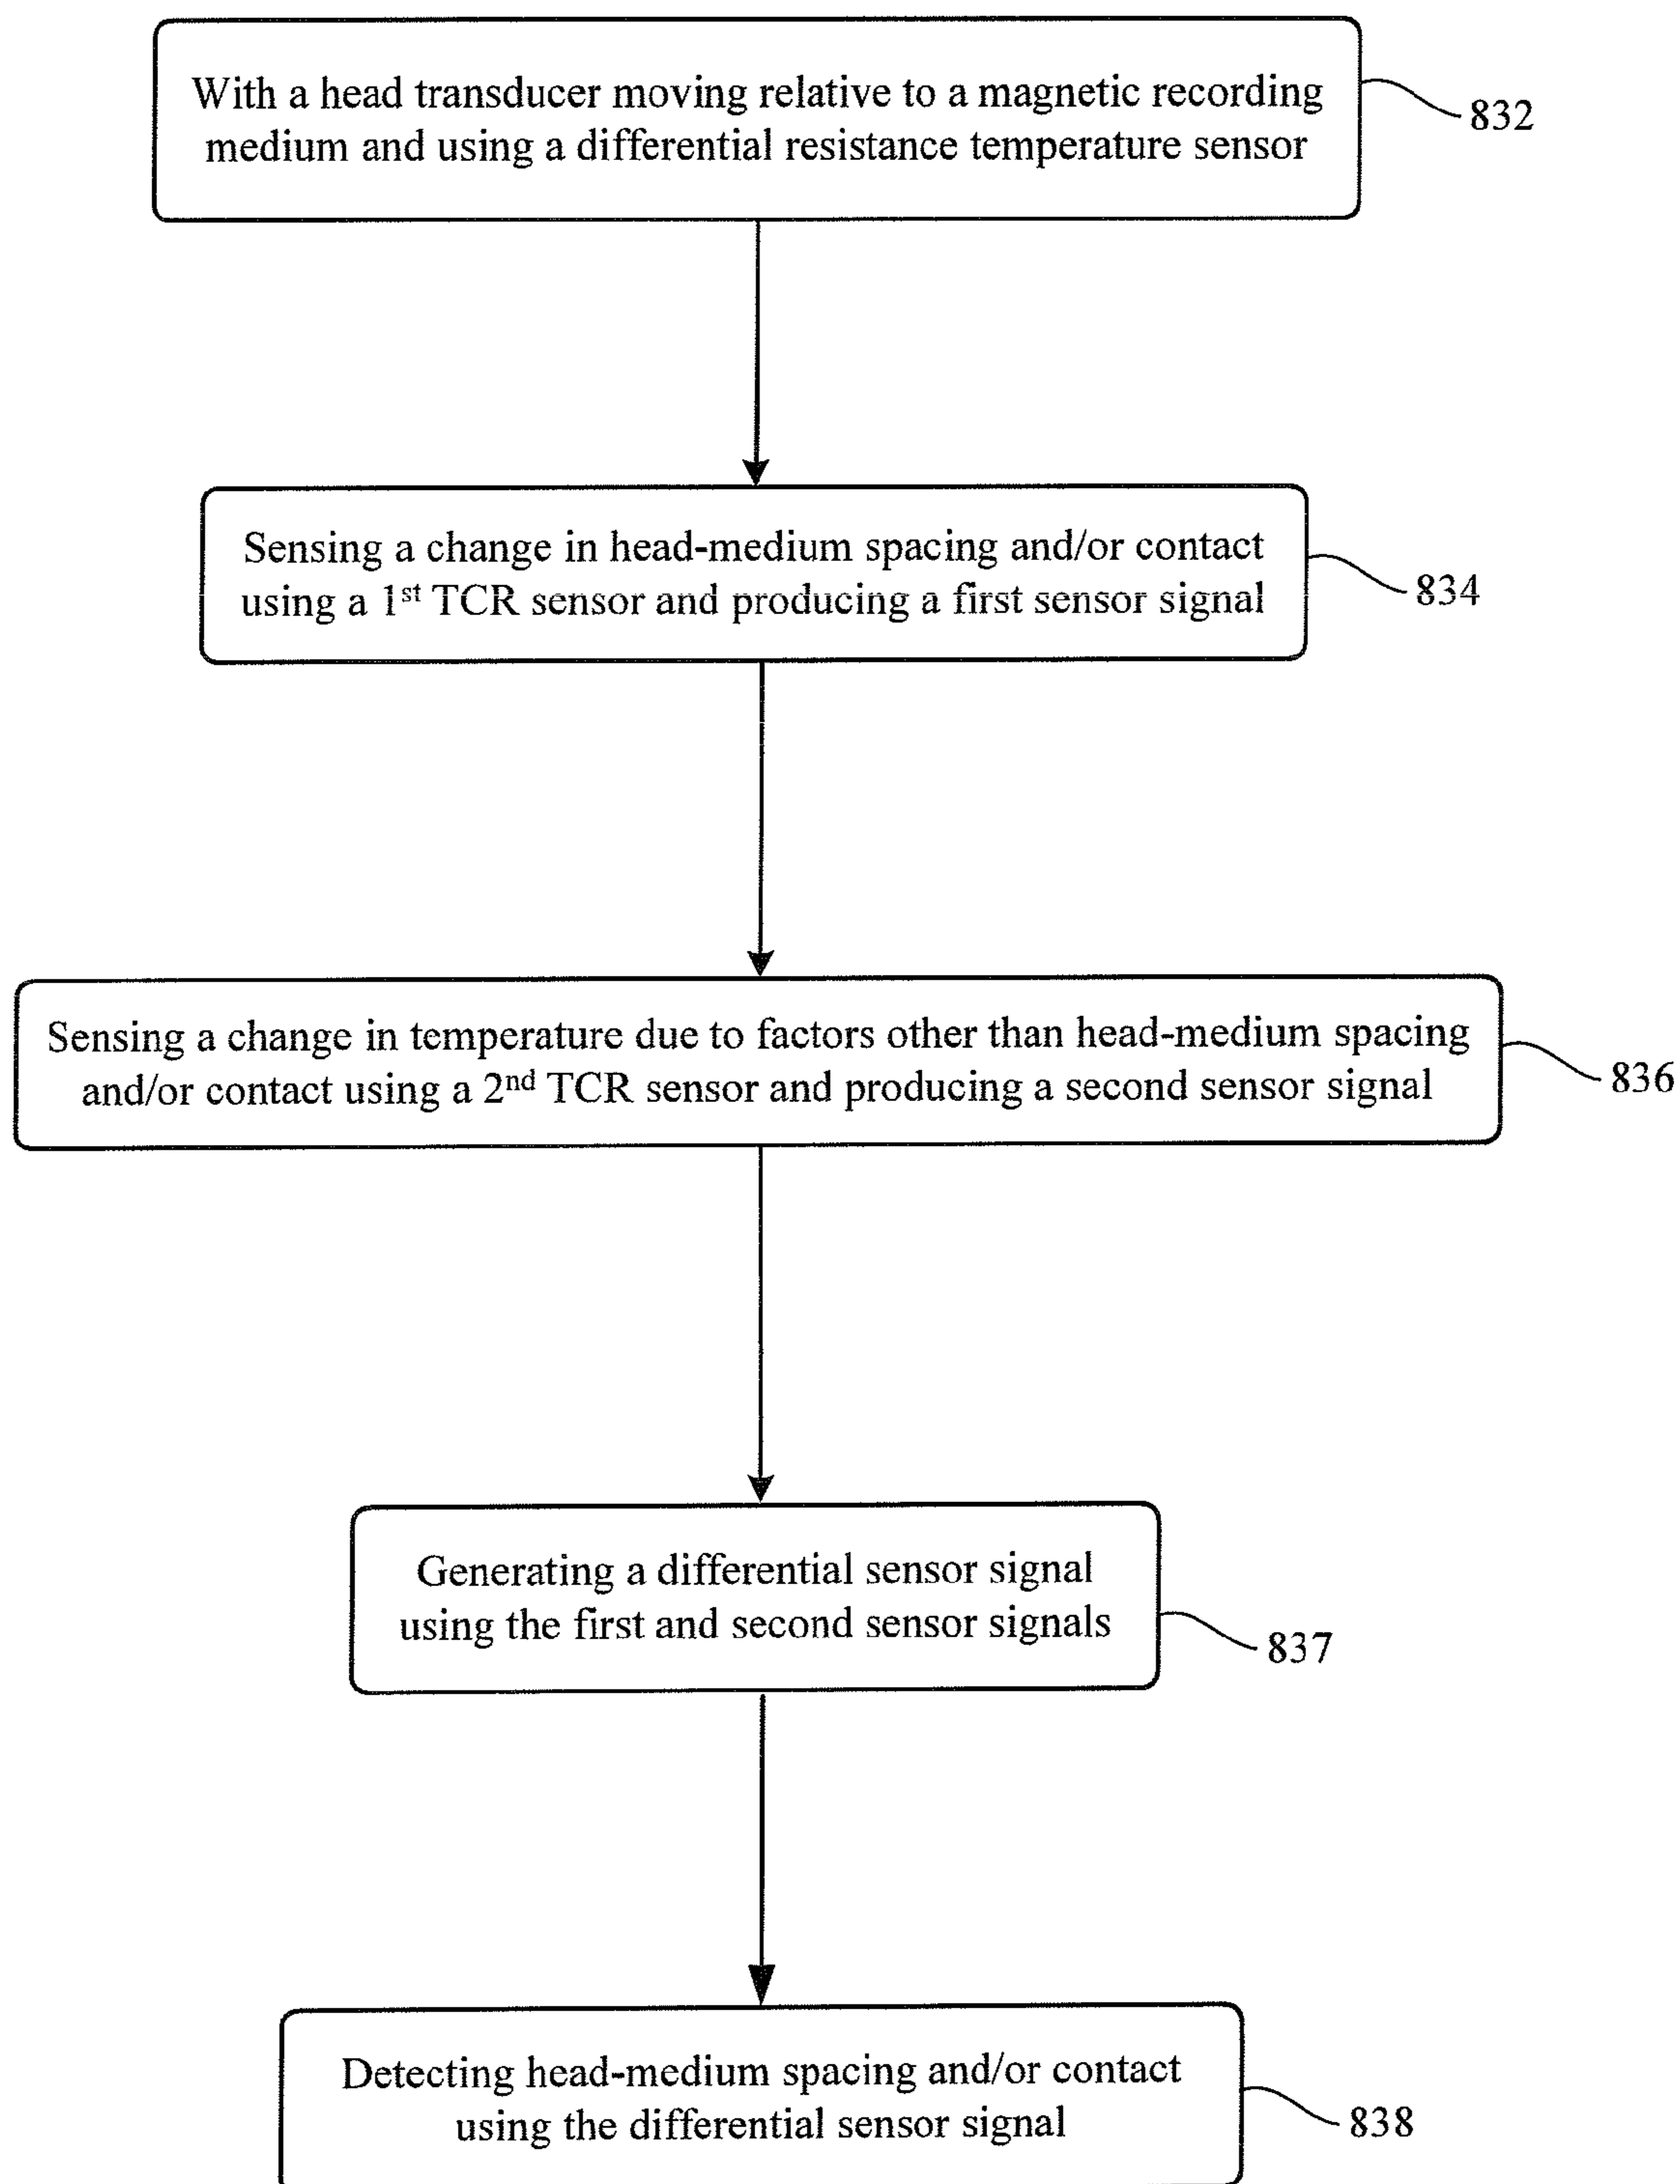 With a head transducer moving relative to a magnetic recording
medium and using a differential resistance temperature sensor
832
Sensing a change in head-medium spacing and/or contact
using a 1st TCR sensor and producing a first sensor signal
834
Sensing a change in temperature due to factors other than head-medium spacing
and/or contact using a 2nd TCR sensor and producing a second sensor signal
836
Generating a differential sensor signal
using the first and second sensor signals
837
Detecting head-medium spacing and/or contact
using the differential sensor signal
838